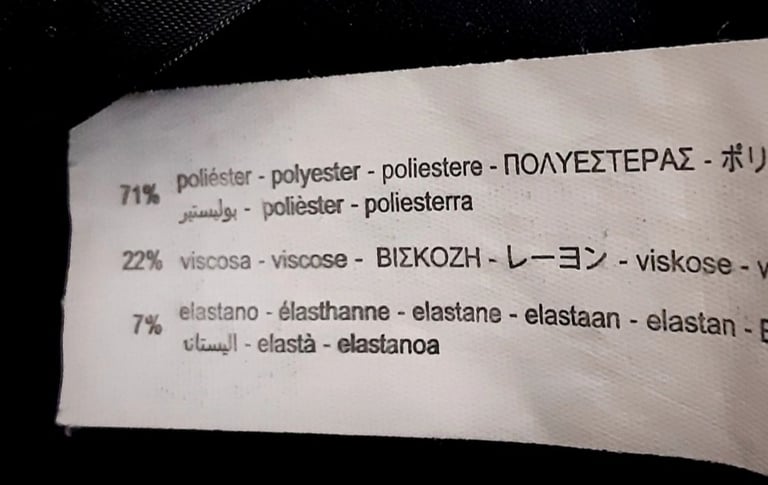 71% poliéster - polyester - poliestere - ΠΟΛΥΕΣΤΕΡΑΣ - ポリ
بوليستير - polièster - poliesterra
22% viscosa - viscose - ΒΙΣΚΟΖΗ - レーヨン - viskose - v
7% elastano - élasthanne - elastane - elastaan - elastan - E
اليستان - elastà - elastanoa